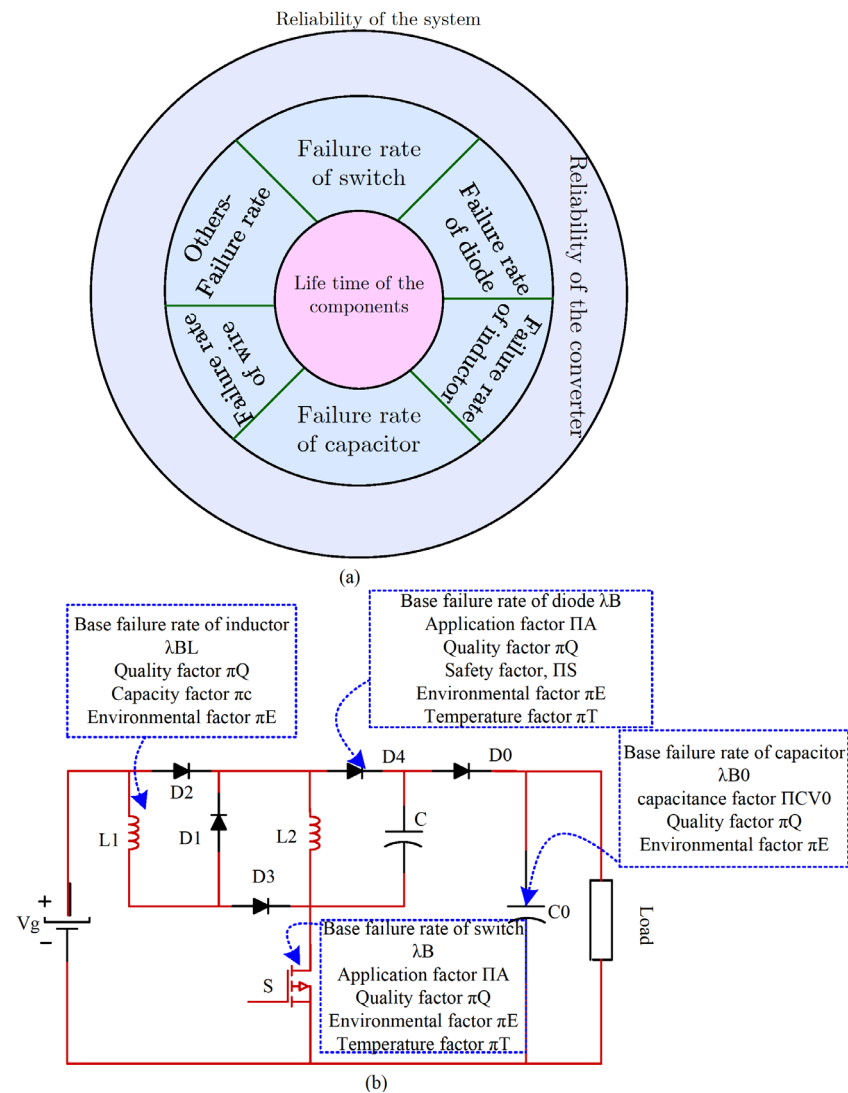 Reliability of the system
Failure rate
of switch
Others-
Failure rate
Failure rate
of diode
Reliability of the converter
Life time of the
components
Failure rate
of wire
Failure rate
of inductor
Failure rate
of capacitor
(a)
Base failure rate of inductor
λBL
Quality factor πQ
Capacity factor πc
Environmental factor πE
Base failure rate of diode λB
Application factor ΠA
Quality factor πQ
Safety factor, ΠS
Environmental factor πE
Temperature factor πT
Base failure rate of capacitor
λB0
capacitance factor ΠCV0
Quality factor πQ
Environmental factor πE
D4
D0
D2
L1
D1
L2
C
D3
+
Vg
−
C0
Load
S
Base failure rate of switch
λB
Application factor ΠA
Quality factor πQ
Environmental factor πE
Temperature factor πT
(b)